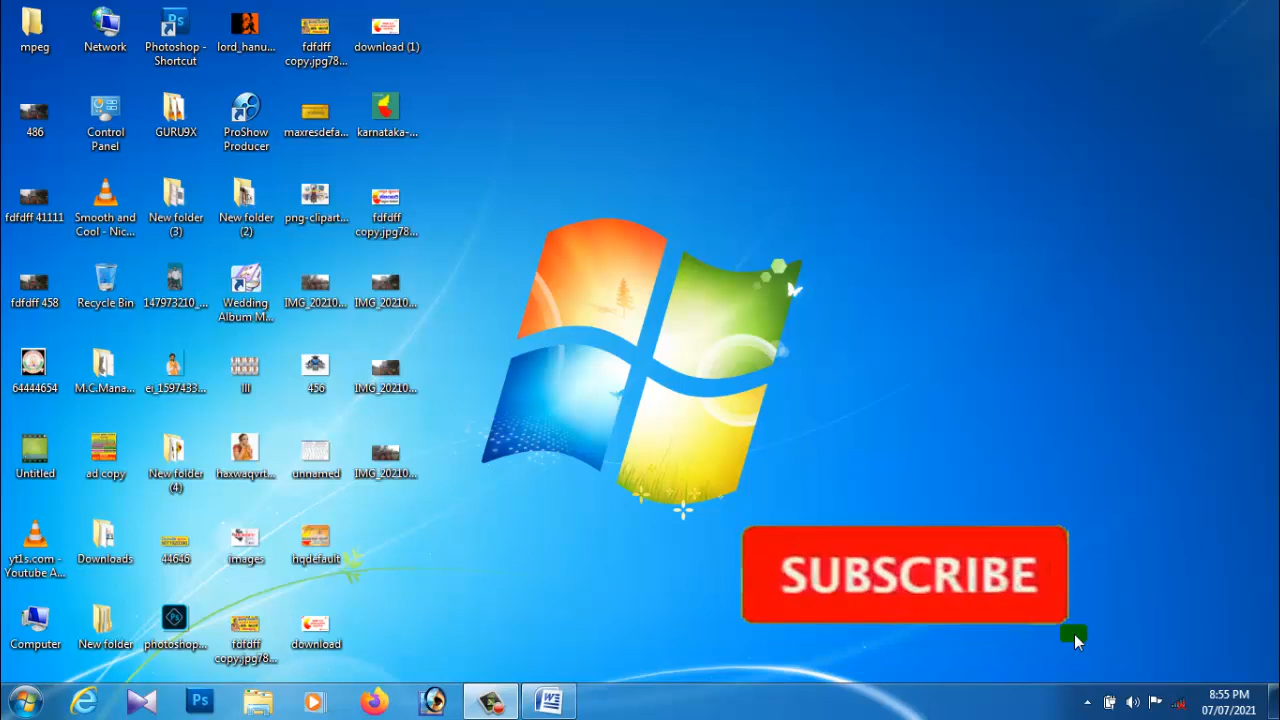 mpeg
Network
Photoshop -
Shortcut
lord_hanu...
fdfdff
copy.jpg78...
download (1)
486
Control
Panel
GURU9X
ProShow
Producer
maxresdefa...
karnataka-...
fdfdff 41111
Smooth and
Cool - Nic...
New folder
(3)
New folder
(2)
png-clipart...
fdfdff
copy.jpg78...
fdfdff 458
Recycle Bin
147973210_...
Wedding
Album M...
IMG_20210...
IMG_20210...
64444654
M.C.Mana...
ei_1597433...
III
456
IMG_20210...
Untitled
ad copy
New folder
(4)
haxwaqvrt...
unnamed
IMG_20210...
yt1s.com -
Youtube A...
Downloads
44646
images
hqdefault
Computer
New folder
photoshop...
fdfdff
copy.jpg78...
download
SUBSCRIBE
Ps
8:55 PM
07/07/2021